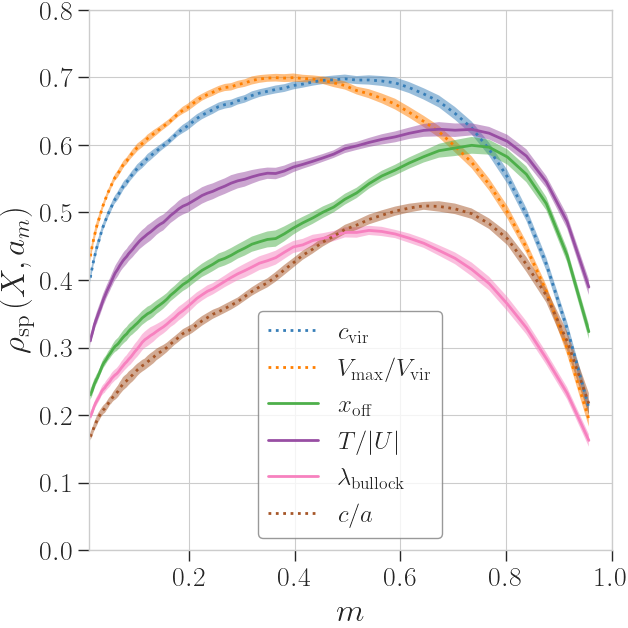 0.8
0.7
0.6
0.5
0.4
0.3
0.2
0.1
0.0
ρsp(X, am)
cvir
Vmax/Vvir
xoff
T/|U|
λbullock
c/a
0.2 0.4 0.6 0.8 1.0
m